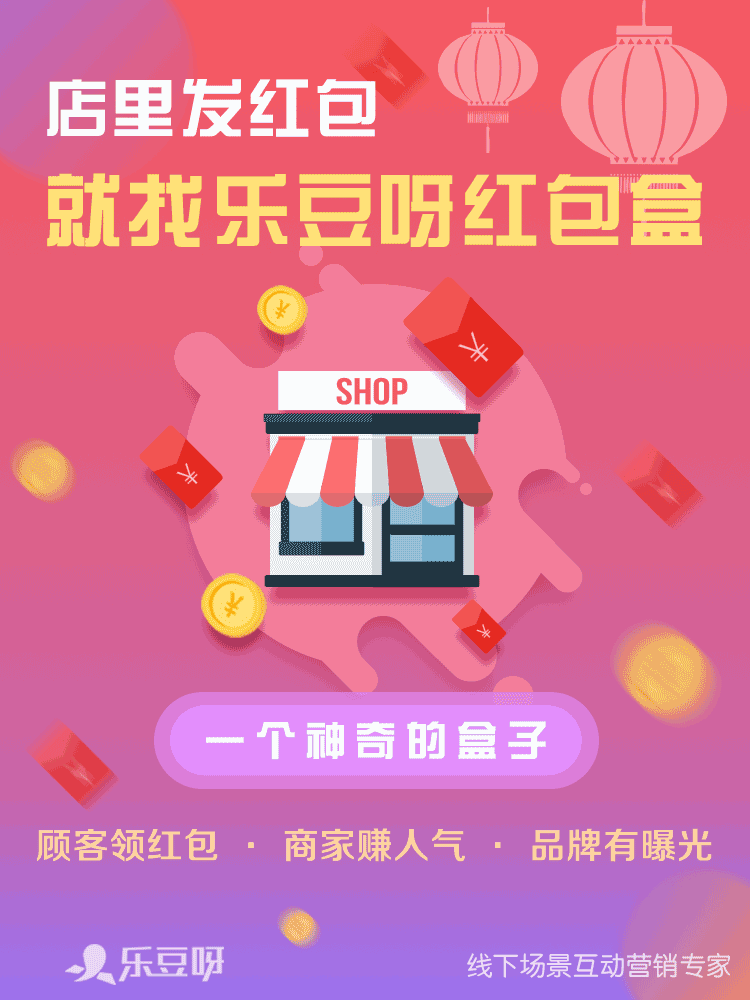 店里发红包
就找乐豆呀红包盒
SHOP
一个神奇的盒子
顾客领红包 · 商家赚人气 · 品牌有曝光
乐豆呀
线下场景互动营销专家